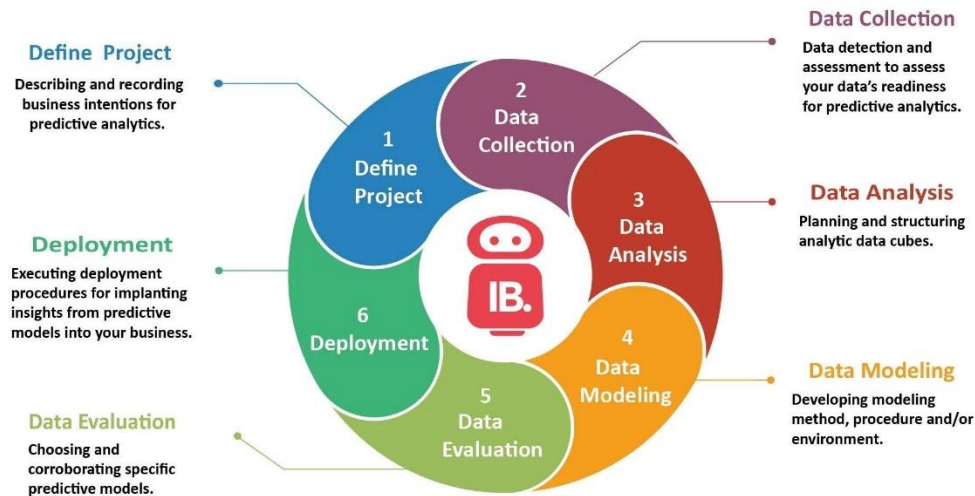 Define Project
Describing and recording
business intentions for
predictive analytics.
Data Collection
Data detection and
assessment to assess
your data's readiness
for predictive analytics.
Data Analysis
Planning and structuring
analytic data cubes.
Data Modeling
Developing modeling
method, procedure and/or
environment.
Data Evaluation
Choosing and
corroborating specific
predictive models.
Deployment
Executing deployment
procedures for implanting
insights from predictive
models into your business.
1
Define
Project
2
Data
Collection
3
Data
Analysis
4
Data
Modeling
5
Data
Evaluation
6
Deployment
IB.